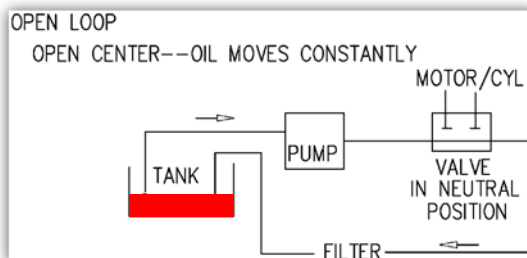 OPEN LOOP
OPEN CENTER--OIL MOVES CONSTANTLY
MOTOR/CYL
PUMP
TANK
VALVE
IN NEUTRAL
POSITION
FILTER